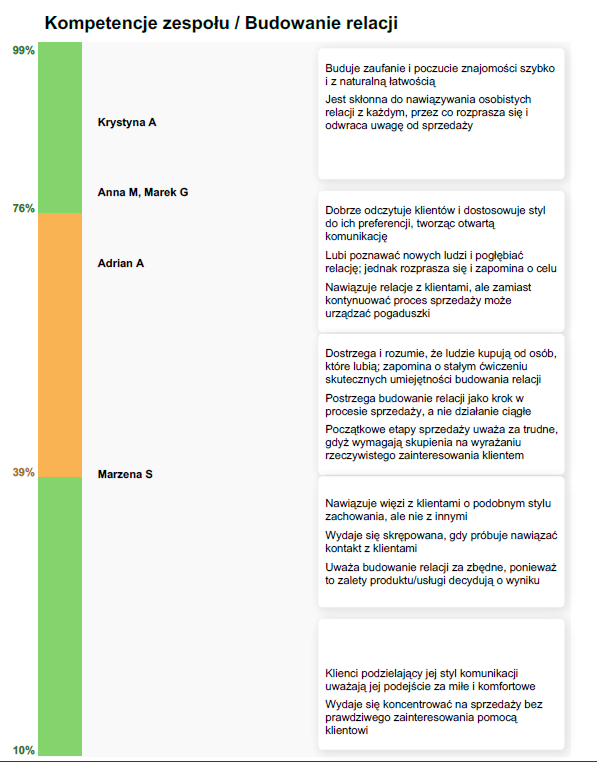 Kompetencje zespołu / Budowanie relacji
99%
Buduje zaufanie i poczucie znajomości szybko
i z naturalną łatwością
Jest skłonna do nawiązywania osobistych
relacji z każdym, przez co rozprasza się i
odwraca uwagę od sprzedaży
Krystyna A
Anna M, Marek G
76%
Dobrze odczytuje klientów i dostosowuje styl
do ich preferencji, tworząc otwartą
komunikację
Lubi poznawać nowych ludzi i pogłębiać
relację; jednak rozprasza się i zapomina o celu
Nawiązuje relacje z klientami, ale zamiast
kontynuować proces sprzedaży może
urządzać pogaduszki
Adrian A
Dostrzega i rozumie, że ludzie kupują od osób,
które lubią; zapomina o stałym ćwiczeniu
skutecznych umiejętności budowania relacji
Postrzega budowanie relacji jako krok w
procesie sprzedaży, a nie działanie ciągłe
Początkowe etapy sprzedaży uważa za trudne,
gdyż wymagają skupienia na wyrażaniu
rzeczywistego zainteresowania klientem
39%
Marzena S
Nawiązuje więzi z klientami o podobnym stylu
zachowania, ale nie z innymi
Wydaje się skrępowana, gdy próbuje nawiązać
kontakt z klientami
Uważa budowanie relacji za zbędne, ponieważ
to zalety produktu/usługi decydują o wyniku
Klienci podzielający jej styl komunikacji
uważają jej podejście za miłe i komfortowe
Wydaje się koncentrować na sprzedaży bez
prawdziwego zainteresowania pomocą
klientowi
10%